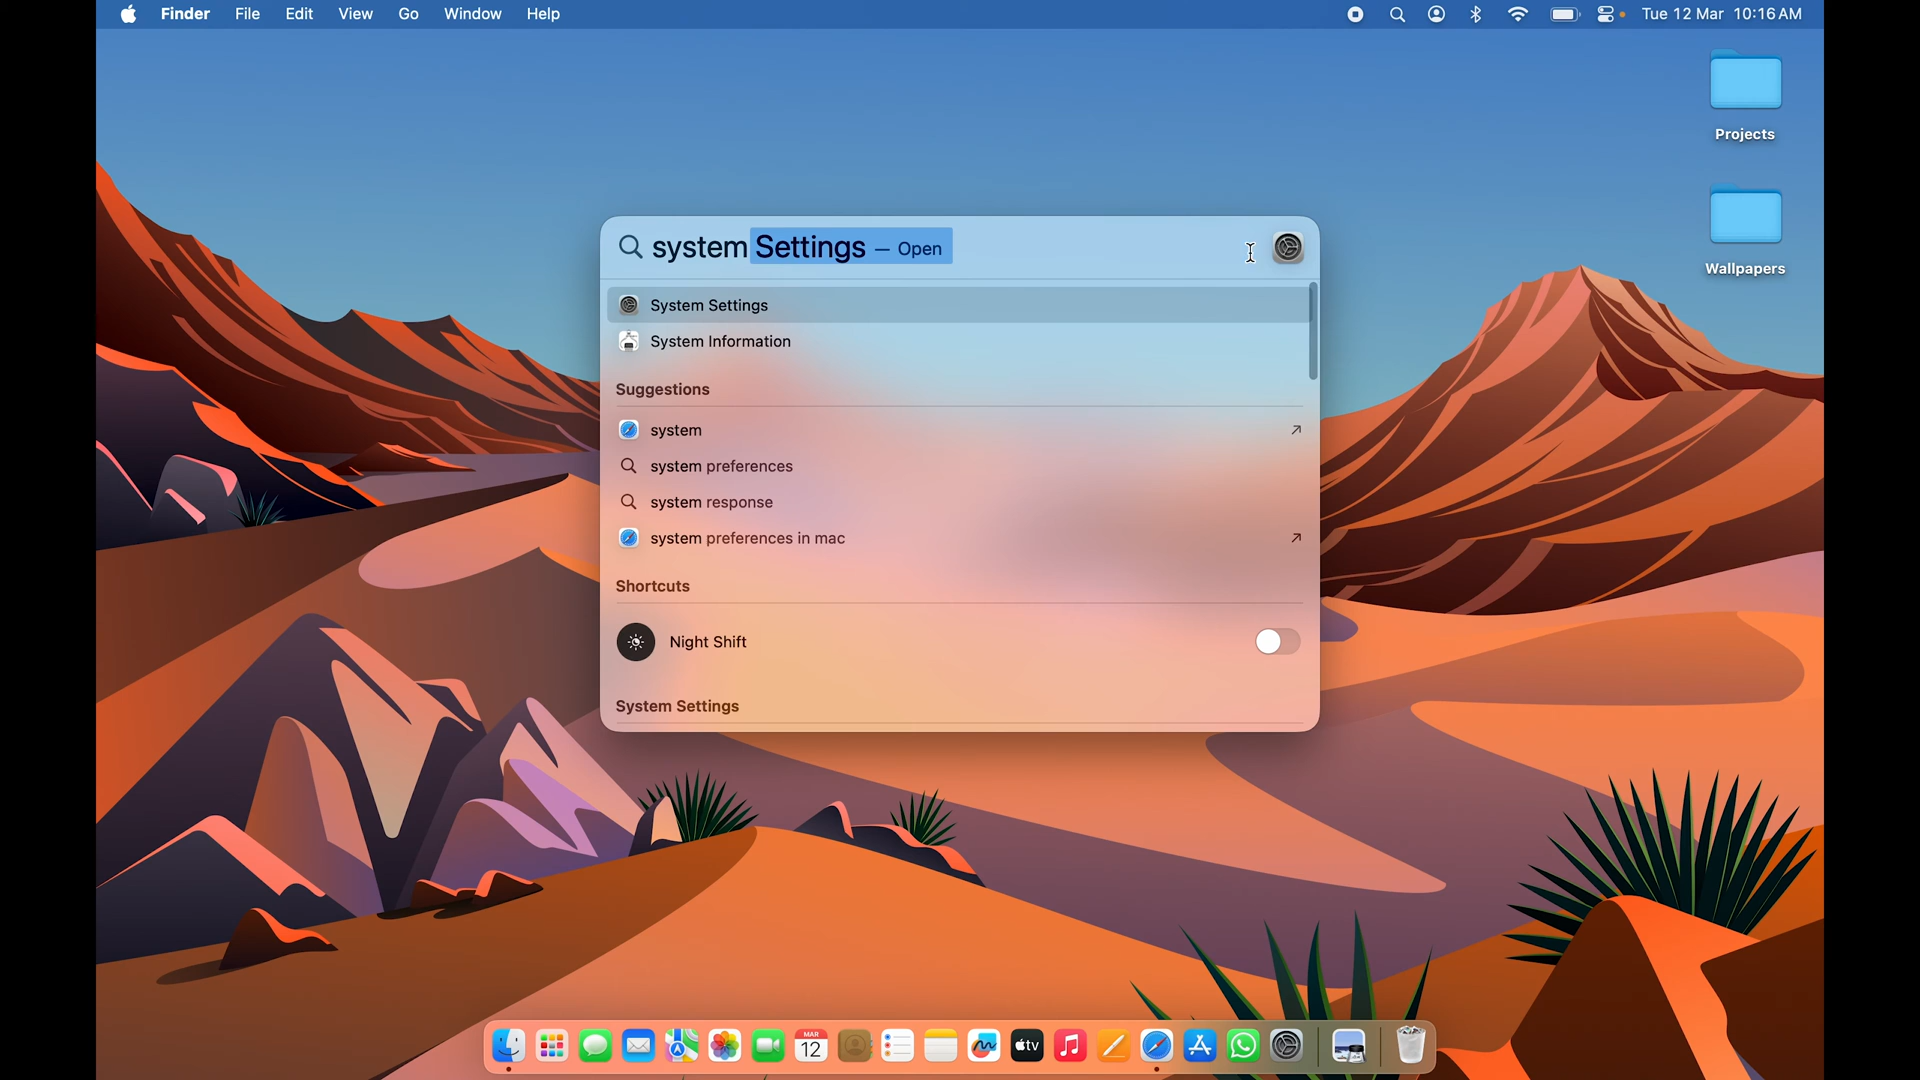 Finder File Edit View Go Window Help
Tue 12 Mar 10:16 AM
Projects
Wallpapers
system Settings — Open
System Settings
System Information
Suggestions
system
system preferences
system response
system preferences in mac
Shortcuts
Night Shift
System Settings
MAR
12
tv